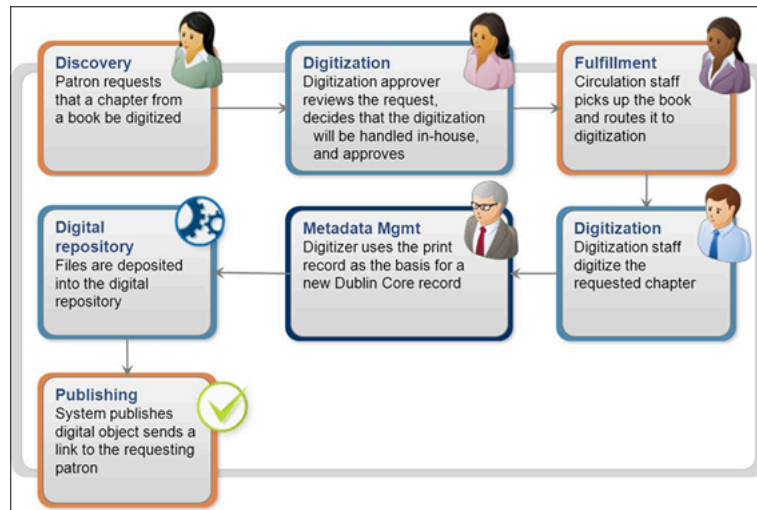 Discovery
Patron requests
that a chapter from
a book be digitized
Digitization
Digitization approver
reviews the request,
decides that the digitization
will be handled in-house,
and approves
Fulfillment
Circulation staff
picks up the book
and routes it to
digitization
Digitization
Digitization staff
digitize the
requested chapter
Metadata Mgmt
Digitizer uses the print
record as the basis for a
new Dublin Core record
Digital
repository
Files are deposited
into the digital
repository
Publishing
System publishes
digital object sends a
link to the requesting
patron